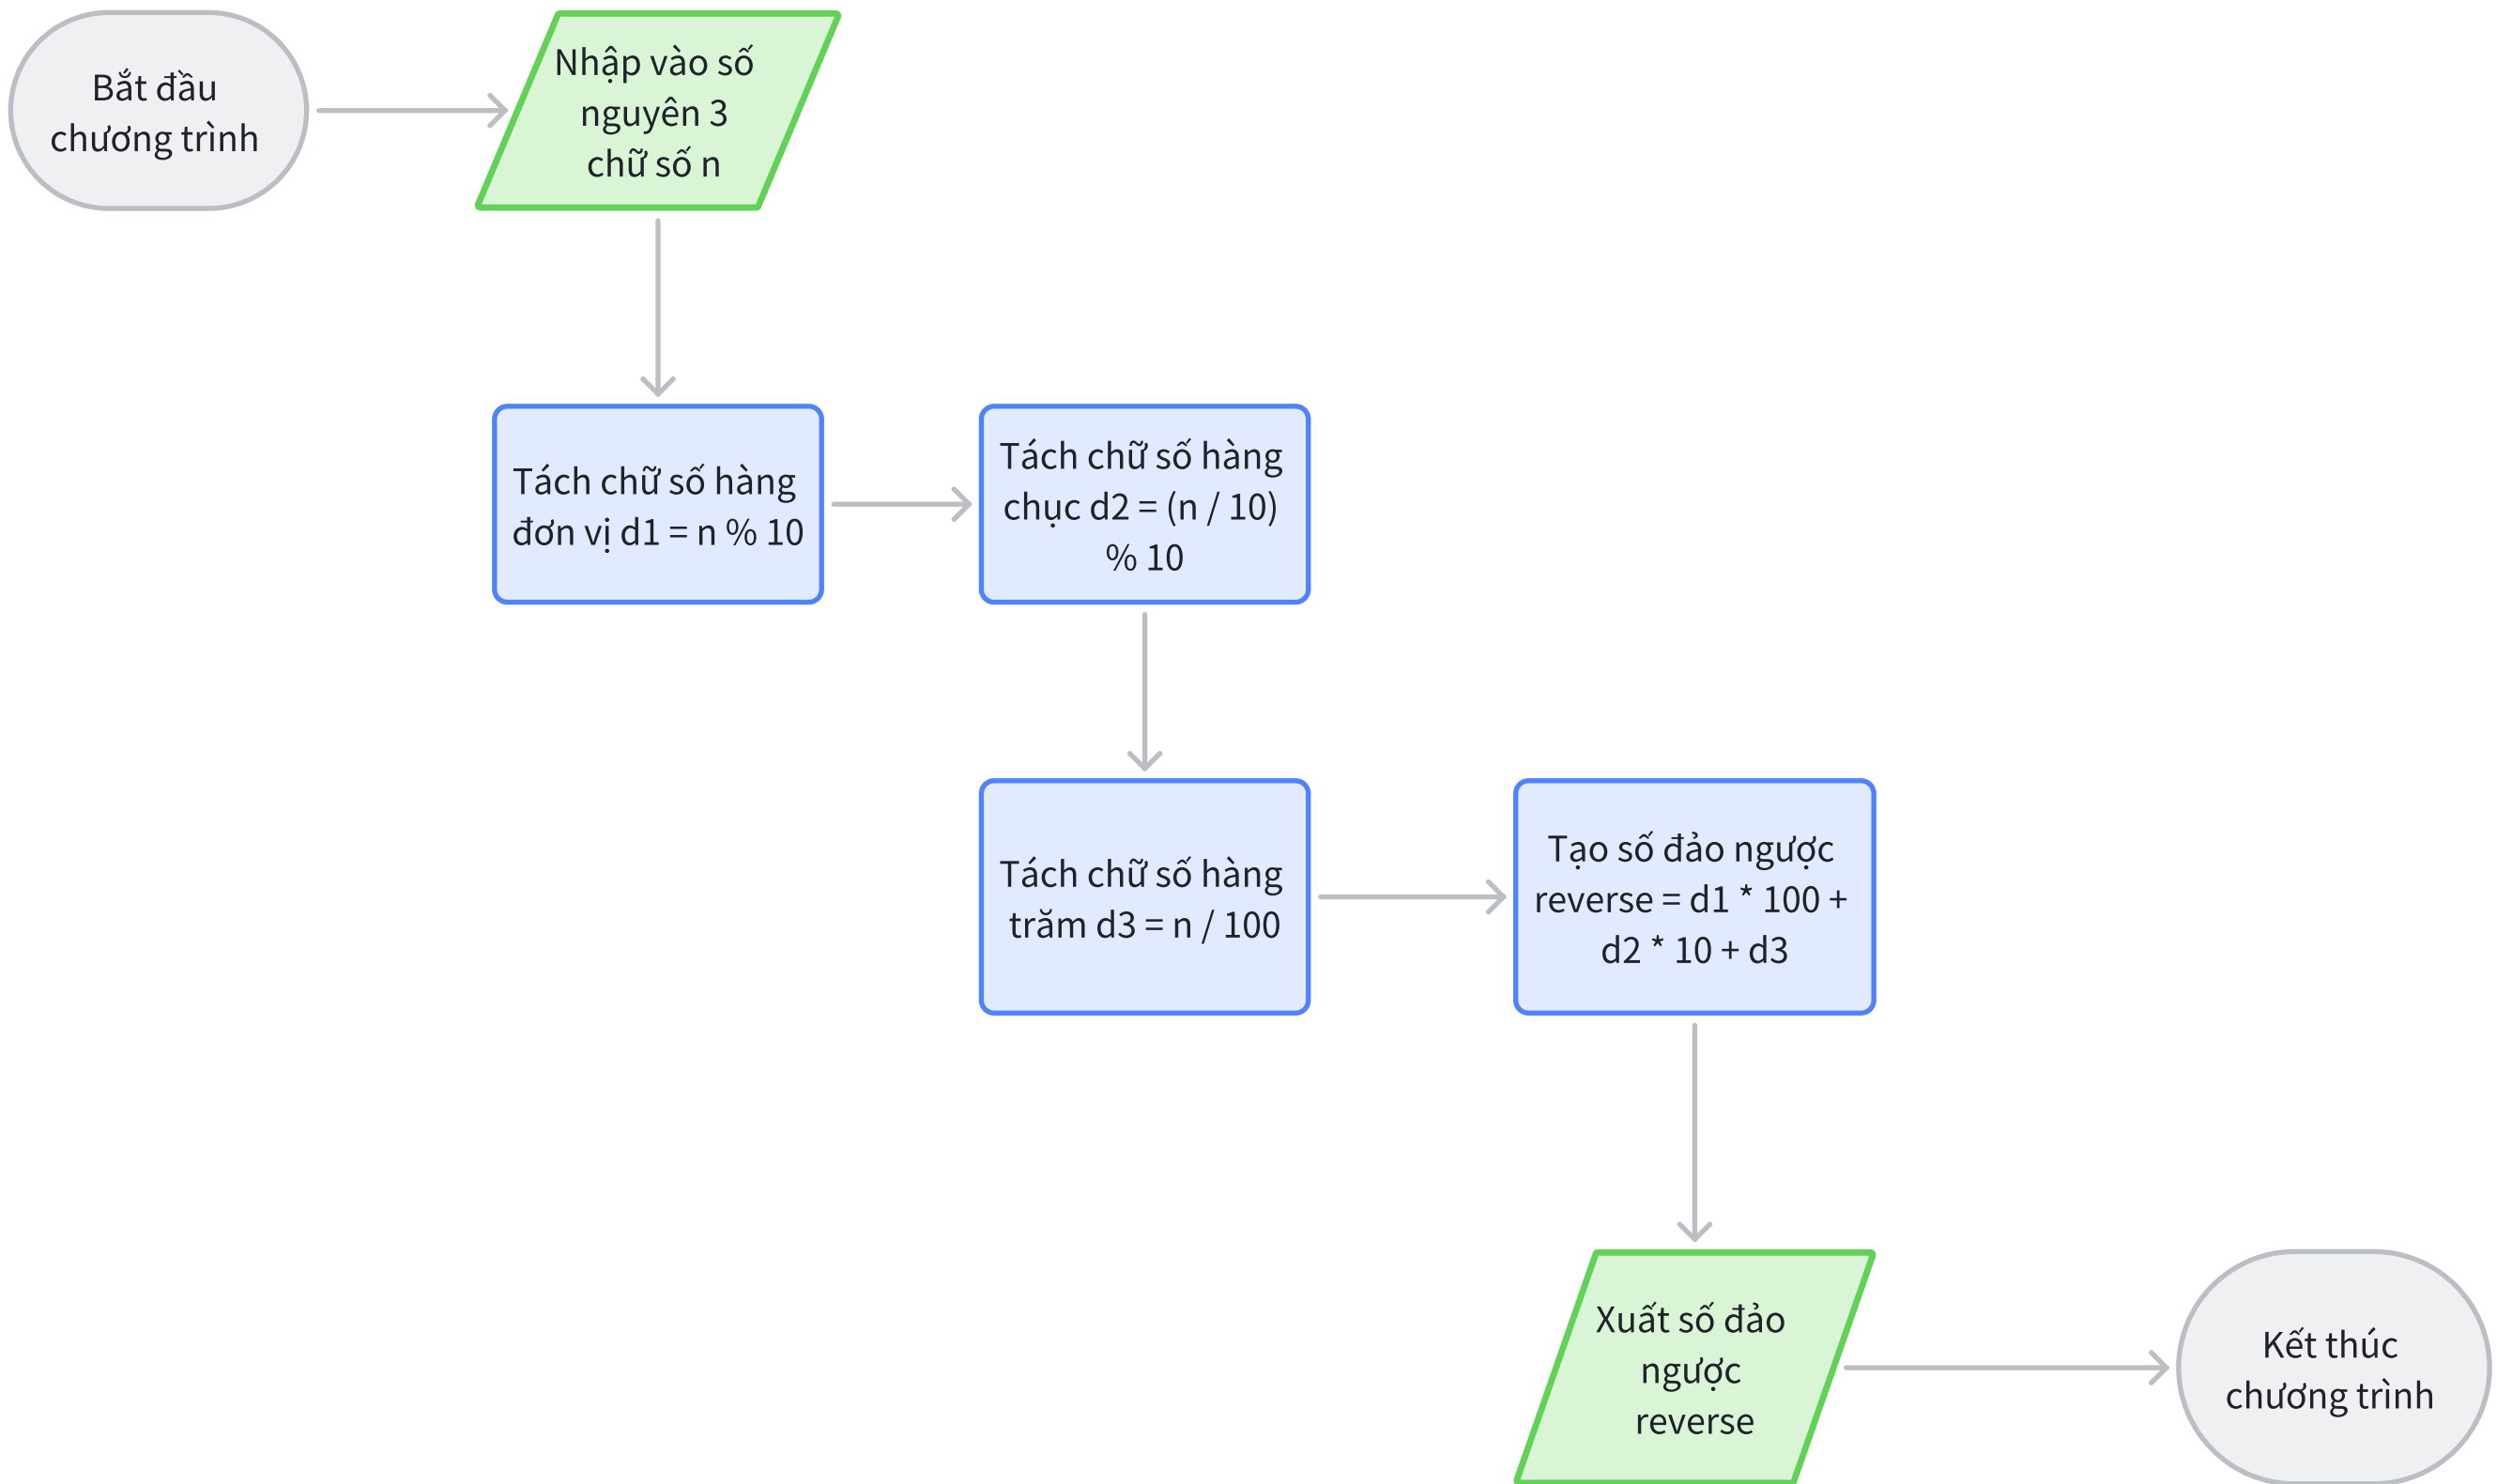 Bắt đầu
chương trình
Nhập vào số
nguyên 3
chữ số n
Tách chữ số hàng
đơn vị d1 = n % 10
Tách chữ số hàng
chục d2 = (n / 10)
% 10
Tách chữ số hàng
trăm d3 = n / 100
Tạo số đảo ngược
reverse = d1 * 100 +
d2 * 10 + d3
Xuất số đảo
ngược
reverse
Kết thúc
chương trình